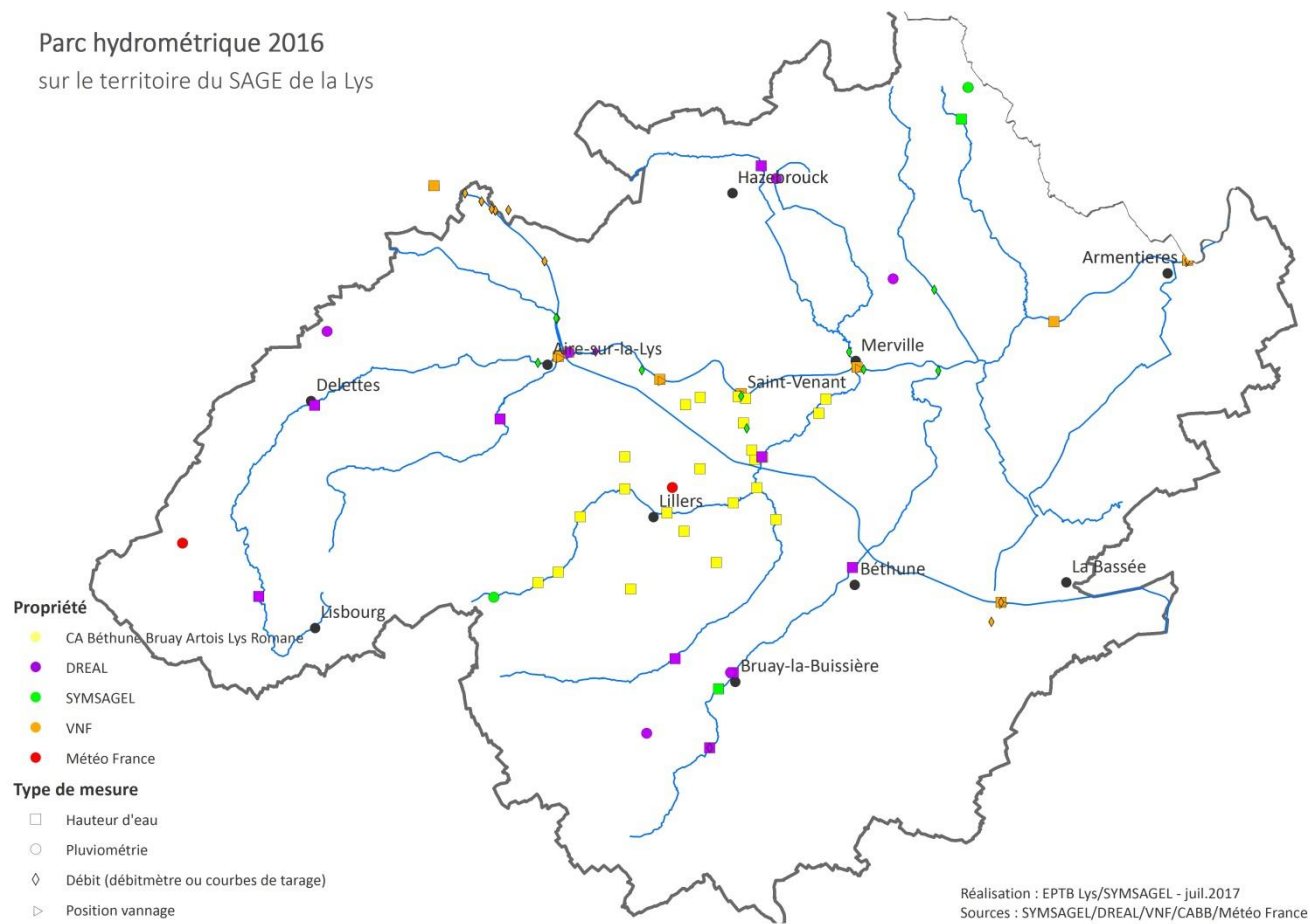 Parc hydrométrique 2016
sur le territoire du SAGE de la Lys
Hazebrouck
Armentieres
Aire-sur-la-Lys
Merville
Delettes
Saint-Venant
Lillers
Béthune
La Bassée
Lisbourg
Bruay-la-Buissière
Propriété
CA Béthune Bruay Artois Lys Romane
DREAL
SYMSAGEL
VNF
Météo France
Type de mesure
Hauteur d'eau
Pluviométrie
Débit (débitmètre ou courbes de tarage)
Position vannage
Réalisation : EPTB Lys/SYMSAGEL - juil.2017
Sources : SYMSAGEL/DREAL/VNF/CABB/Météo France